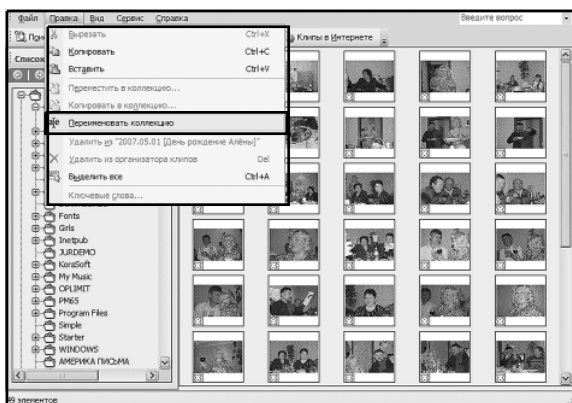 Файл Правка Вид Сервис Справка
Введите вопрос
Клипы в Интернете
Список
Вырезать Ctrl+X
Копировать Ctrl+C
Вставить Ctrl+V
Переместить в коллекцию...
Копировать в коллекцию...
Переименовать коллекцию
Удалить из "2007.05.01 [День рождение Алёны]"
Удалить из организатора клипов Del
Выделить все Ctrl+A
Ключевые слова...
Fonts
Girls
Inetpub
JURDEMO
KoraSoft
My Music
OPLIMIT
PM65
Program Files
Simple
Starter
WINDOWS
АМЕРИКА ПИСЬМА
элементов